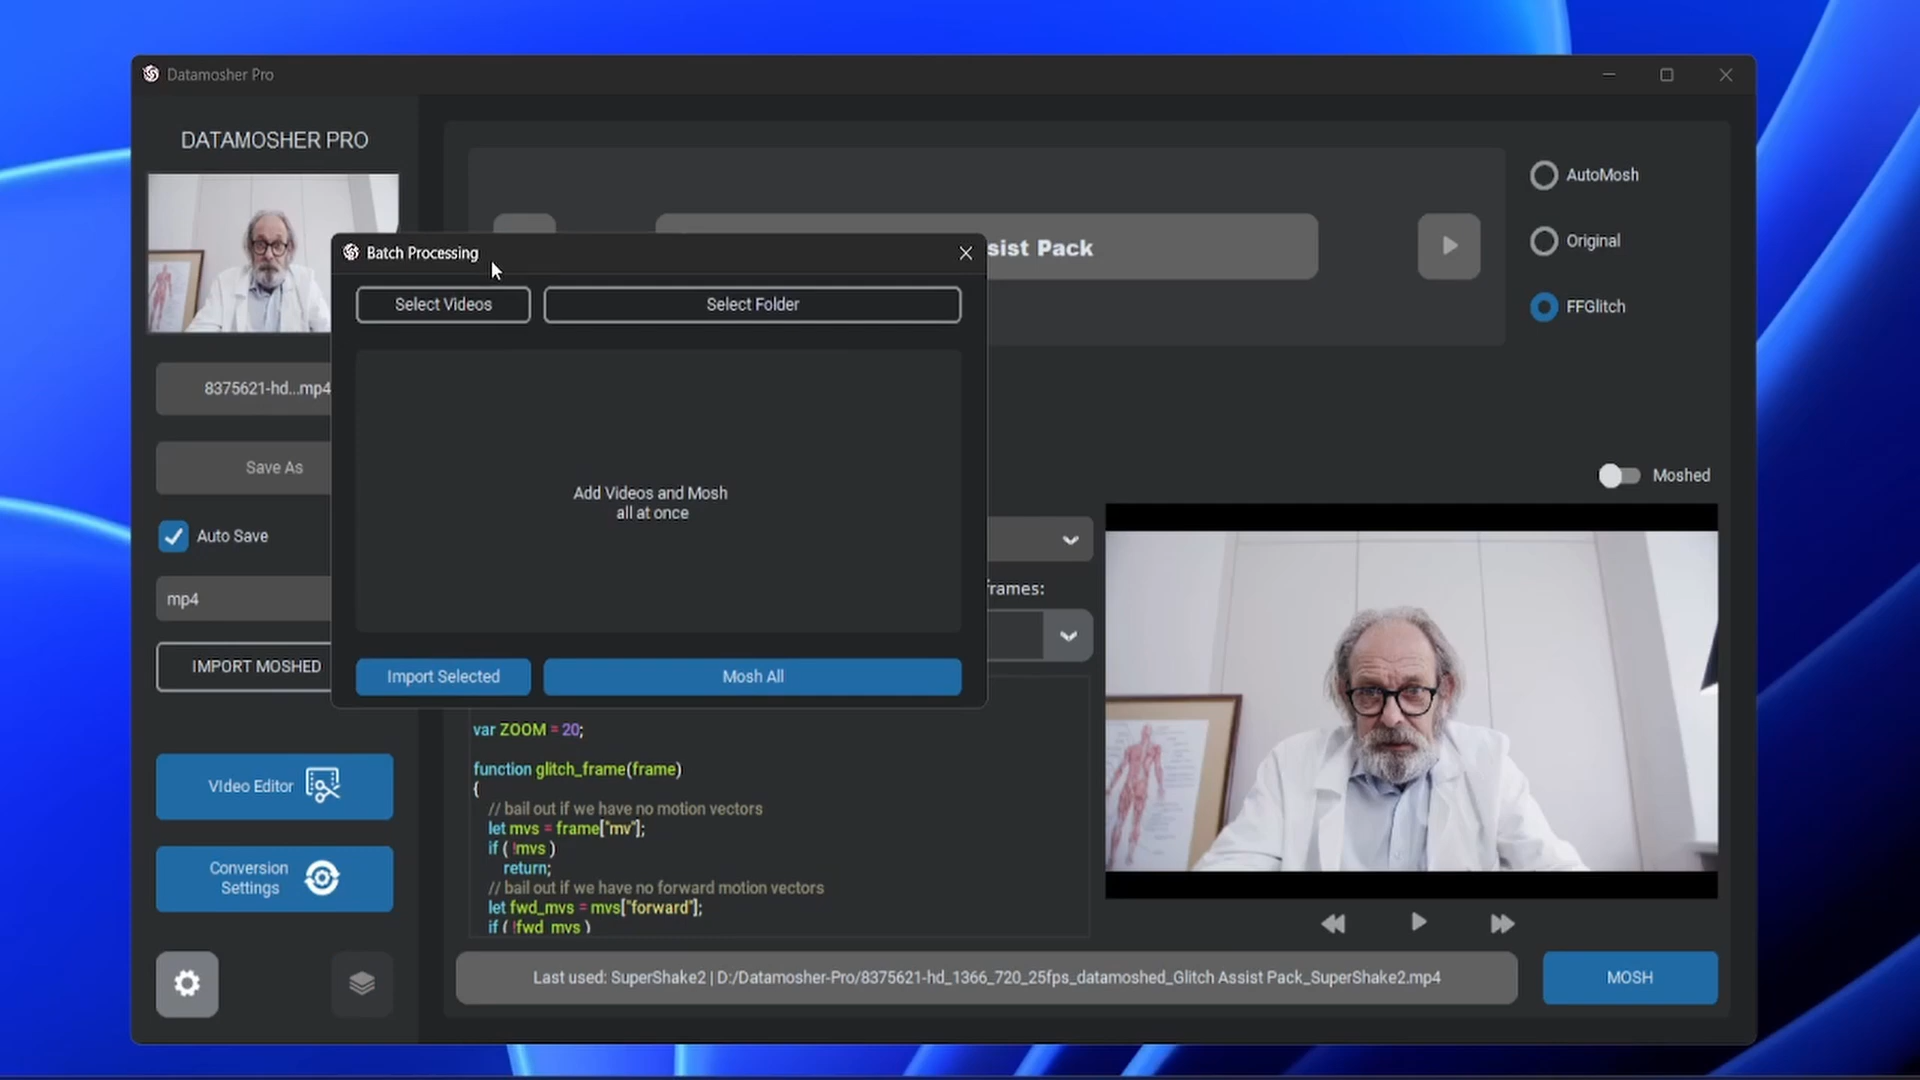 Datamosher Pro
DATAMOSHER PRO
8375621-hd...mp4
Save As
Auto Save
mp4
IMPORT MOSHED
VIdeo Editor
Conversion
Settings
Batch Processing
Select Videos
Select Folder
Add Videos and Mosh
all at once
Import Selected
Mosh All
sist Pack
AutoMosh
Original
FFGlitch
Moshed
rames:
var ZOOM = 20;
function glitch_frame(frame)
{
// bail out if we have no motion vectors
let mvs = frame["mv"];
if ( !mvs )
return;
// bail out if we have no forward motion vectors
let fwd_mvs = mvs["forward"];
if ( !fwd_mvs )
Last used: SuperShake2 | D:/Datamosher-Pro/8375621-hd_1366_720_25fps_datamoshed_Glitch Assist Pack_SuperShake2.mp4
MOSH